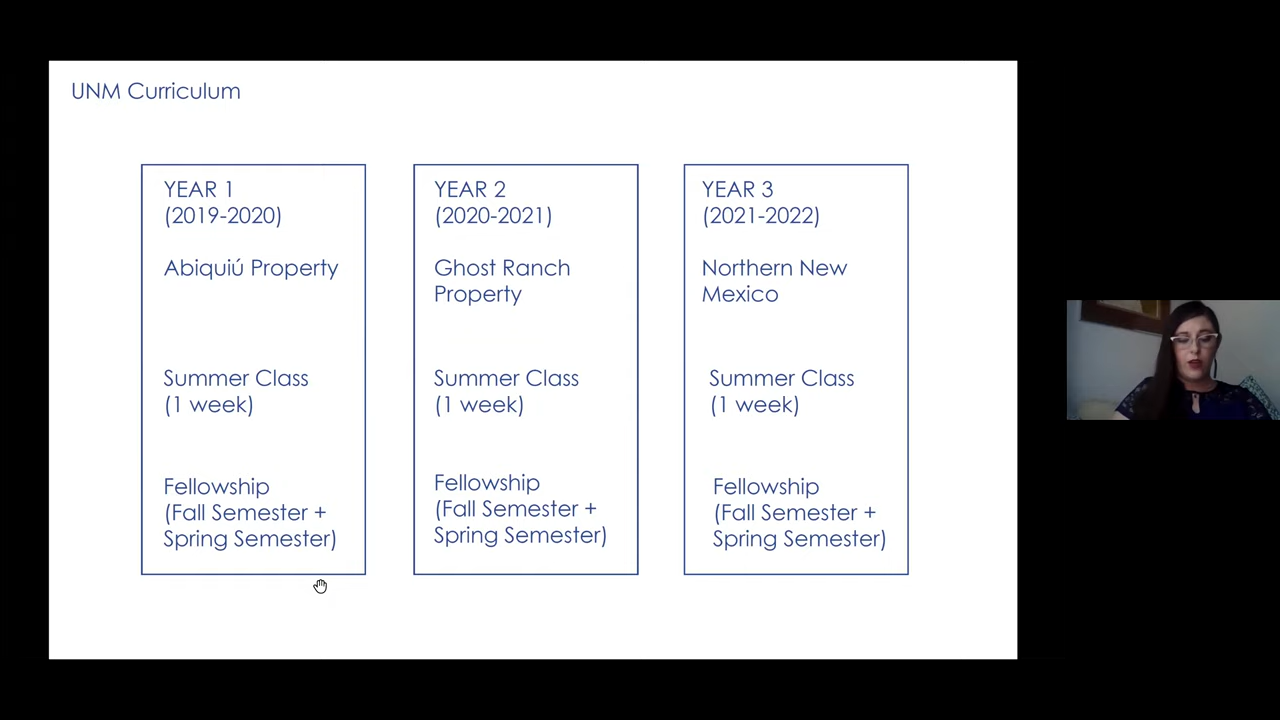 UNM Curriculum
YEAR 1
(2019-2020)
Abiquiú Property
Summer Class
(1 week)
Fellowship
(Fall Semester +
Spring Semester)
YEAR 2
(2020-2021)
Ghost Ranch
Property
Summer Class
(1 week)
Fellowship
(Fall Semester +
Spring Semester)
YEAR 3
(2021-2022)
Northern New
Mexico
Summer Class
(1 week)
Fellowship
(Fall Semester +
Spring Semester)